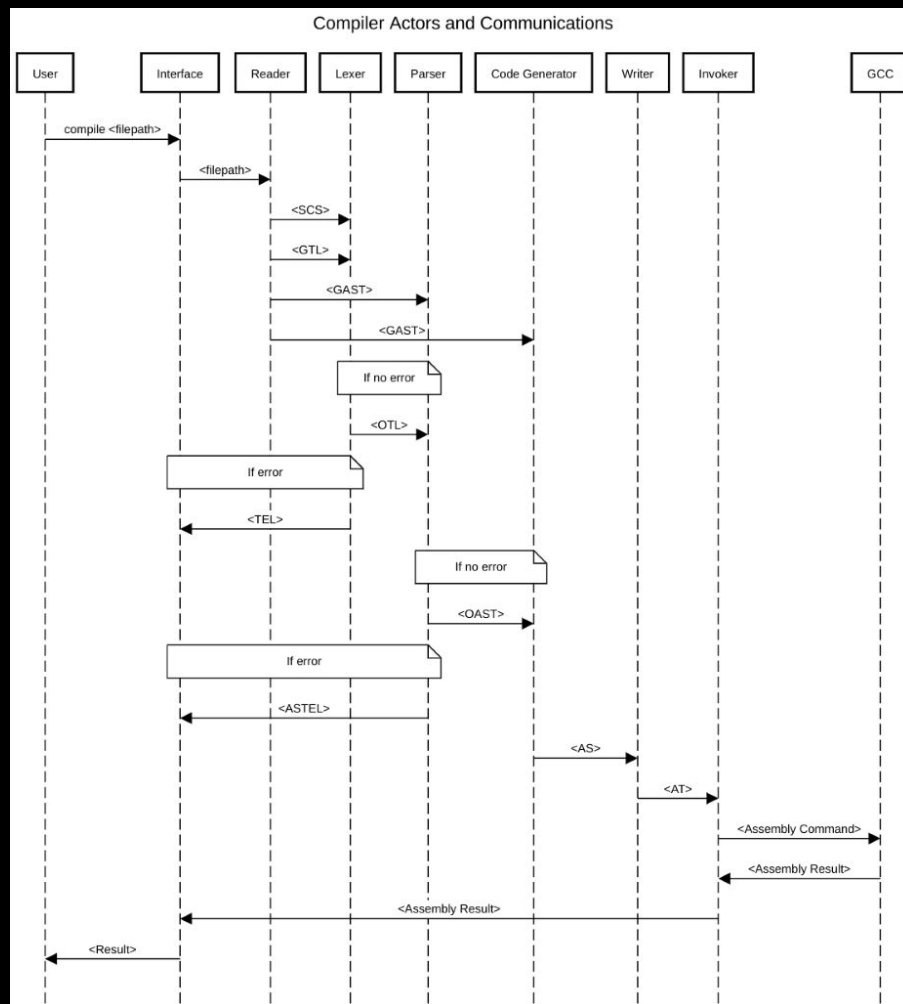 Compiler Actors and Communications
User Interface Reader Lexer Parser Code Generator Writer Invoker GCC
compile <filepath>
<filepath>
<SCS>
<GTL>
<GAST>
<GAST>
If no error
<OTL>
If error
<TEL>
If no error
<OAST>
If error
<ASTEL>
<AS>
<AT>
<Assembly Command>
<Assembly Result>
<Assembly Result>
<Result>